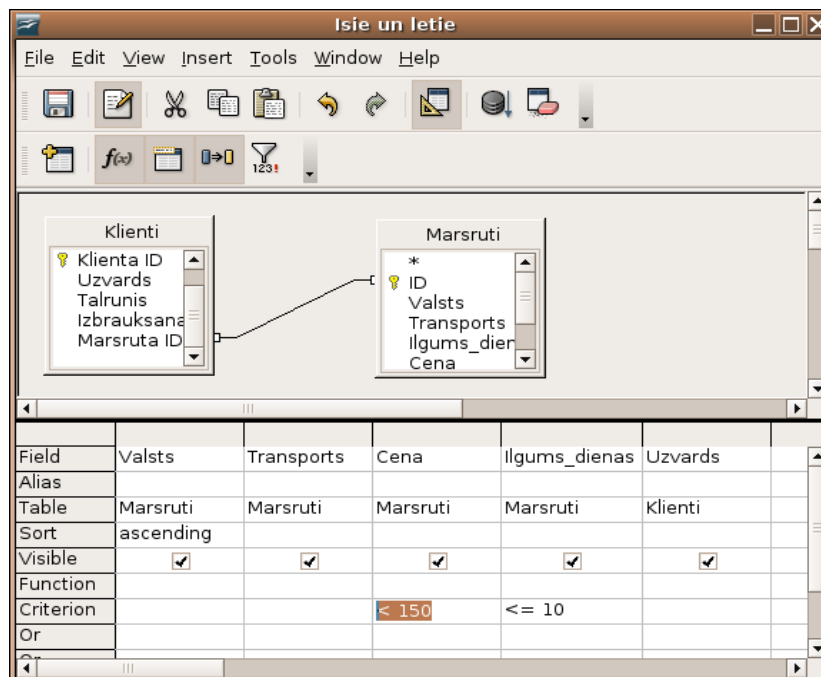 Isie un letie
File Edit View Insert Tools Window Help
f(x) 123!
Klienti
Klienta ID
Uzvards
Talrunis
Izbrauksana
Marsruta ID
Marsruti
*
ID
Valsts
Transports
Ilgums_dien
Cena
Field Valsts Transports Cena Ilgums_dienas Uzvards
Alias
Table Marsruti Marsruti Marsruti Marsruti Klienti
Sort ascending
Visible
Function
Criterion < 150 <= 10
Or
Or